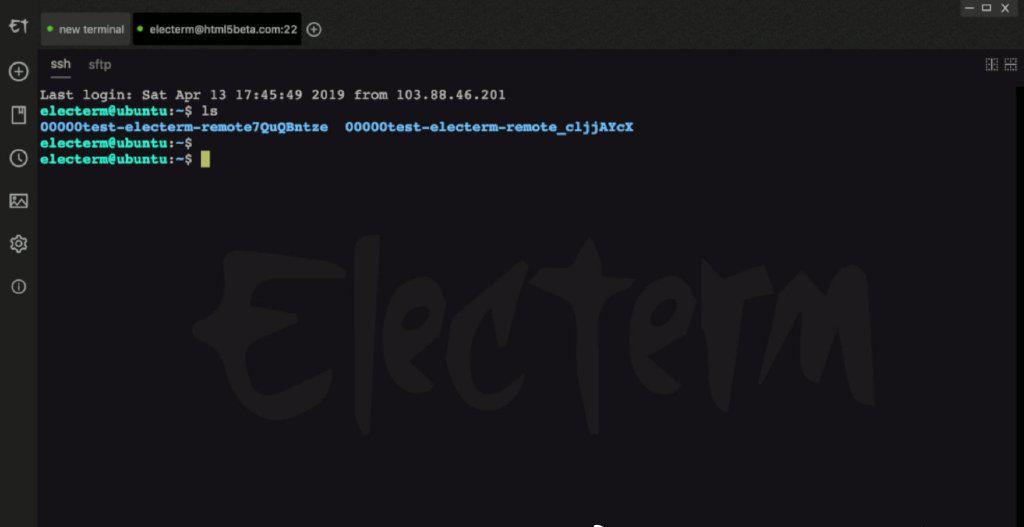 new terminal
electerm@html5beta.com:22
ssh
sftp
Last login: Sat Apr 13 17:45:49 2019 from 103.88.46.201
electerm@ubuntu:~$ ls
00000test-electerm-remote7QuQBntze 00000test-electerm-remote_cljjAYcX
electerm@ubuntu:~$
electerm@ubuntu:~$
Electerm